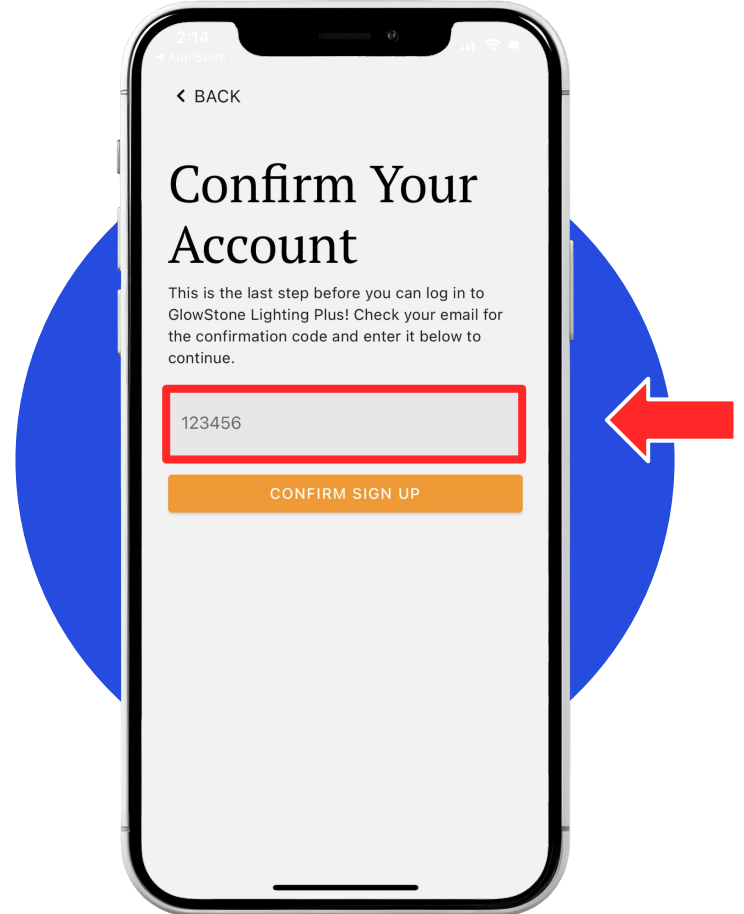 2:14
App Store
BACK
Confirm Your
Account
This is the last step before you can log in to
GlowStone Lighting Plus! Check your email for
the confirmation code and enter it below to
continue.
123456
CONFIRM SIGN UP